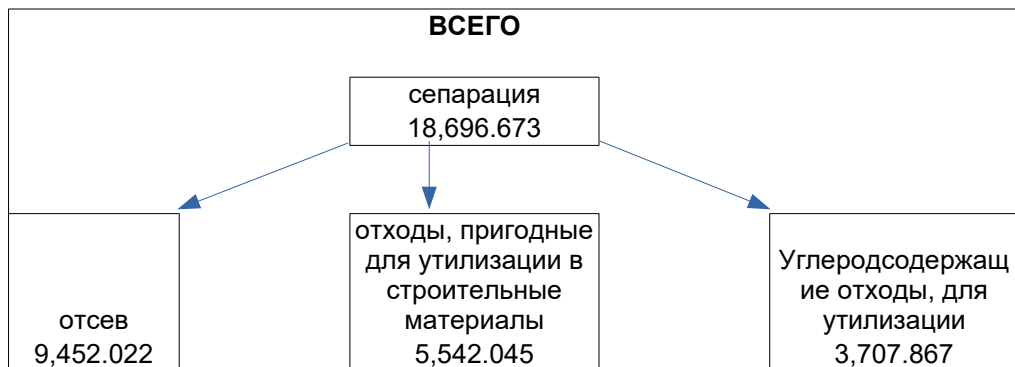 ВСЕГО
сепарация
18,696.673
отсев
9,452.022
отходы, пригодные
для утилизации в
строительные
материалы
5,542.045
Углеродсодержащ
ие отходы, для
утилизации
3,707.867